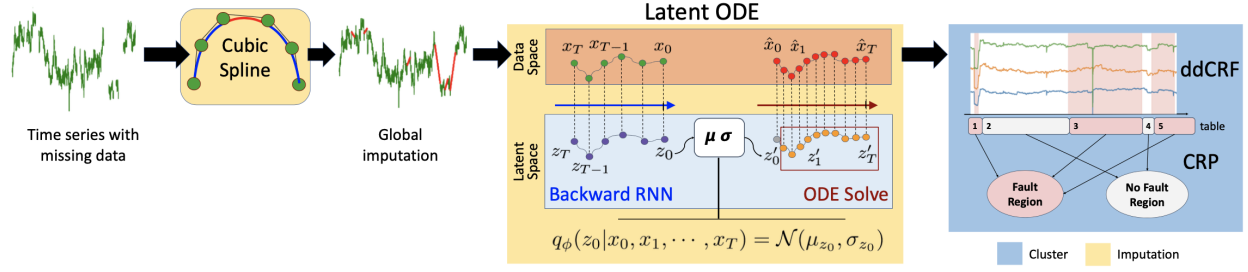 Time series with
missing data
Cubic
Spline
Global
imputation
Latent ODE
Data
Space
x_T x_{T-1} x_0
x̂_0 x̂_1 x̂_T
Latent
Space
z_T z_{T-1} z_0
μ σ
z'_0 z'_1 z'_T
Backward RNN
ODE Solve
q_ϕ(z_0|x_0, x_1, ⋯ , x_T) = 𝒩(μ_{z_0}, σ_{z_0})
ddCRF
1 2 3 4 5 table
CRP
Fault
Region
No Fault
Region
Cluster Imputation